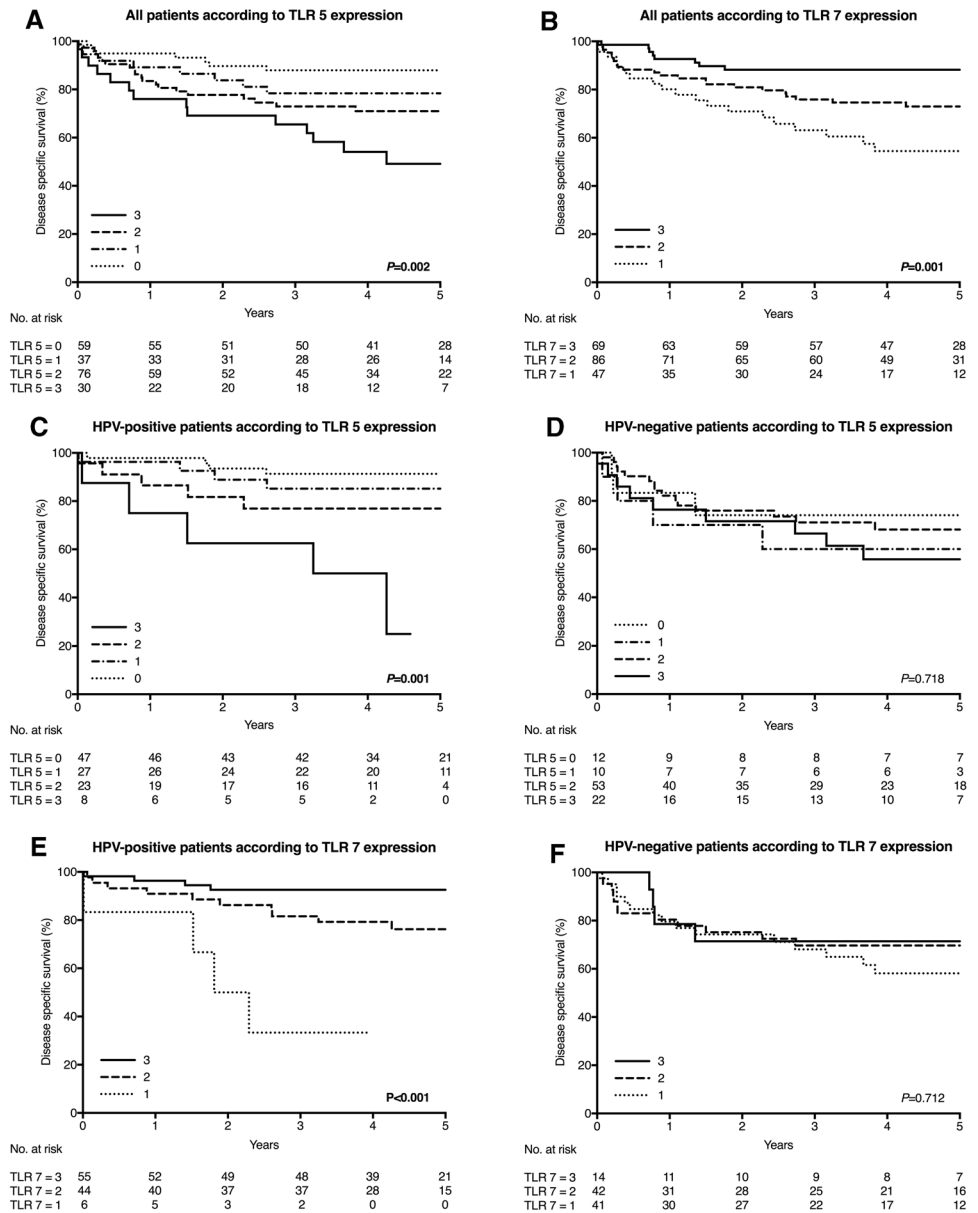 A
All patients according to TLR 5 expression
Disease specific survival (%)
100
80
60
40
20
0
3
2
1
0
P=0.002
0 1 2 3 4 5
Years
No. at risk
TLR 5 = 0 59 55 51 50 41 28
TLR 5 = 1 37 33 31 28 26 14
TLR 5 = 2 76 59 52 45 34 22
TLR 5 = 3 30 22 20 18 12 7
B
All patients according to TLR 7 expression
Disease specific survival (%)
100
80
60
40
20
0
3
2
1
P=0.001
0 1 2 3 4 5
Years
No. at risk
TLR 7 = 3 69 63 59 57 47 28
TLR 7 = 2 86 71 65 60 49 31
TLR 7 = 1 47 35 30 24 17 12
C
HPV-positive patients according to TLR 5 expression
Disease specific survival (%)
100
80
60
40
20
0
3
2
1
0
P=0.001
0 1 2 3 4 5
Years
No. at risk
TLR 5 = 0 47 46 43 42 34 21
TLR 5 = 1 27 26 24 22 20 11
TLR 5 = 2 23 19 17 16 11 4
TLR 5 = 3 8 6 5 5 2 0
D
HPV-negative patients according to TLR 5 expression
Disease specific survival (%)
100
80
60
40
20
0
0
1
2
3
P=0.718
0 1 2 3 4 5
Years
No. at risk
TLR 5 = 0 12 9 8 8 7 7
TLR 5 = 1 10 7 7 6 6 3
TLR 5 = 2 53 40 35 29 23 18
TLR 5 = 3 22 16 15 13 10 7
E
HPV-positive patients according to TLR 7 expression
Disease specific survival (%)
100
80
60
40
20
0
3
2
1
P<0.001
0 1 2 3 4 5
Years
No. at risk
TLR 7 = 3 55 52 49 48 39 21
TLR 7 = 2 44 40 37 37 28 15
TLR 7 = 1 6 5 3 2 0 0
F
HPV-negative patients according to TLR 7 expression
Disease specific survival (%)
100
80
60
40
20
0
3
2
1
P=0.712
0 1 2 3 4 5
Years
No. at risk
TLR 7 = 3 14 11 10 9 8 7
TLR 7 = 2 42 31 28 25 21 16
TLR 7 = 1 41 30 27 22 17 12